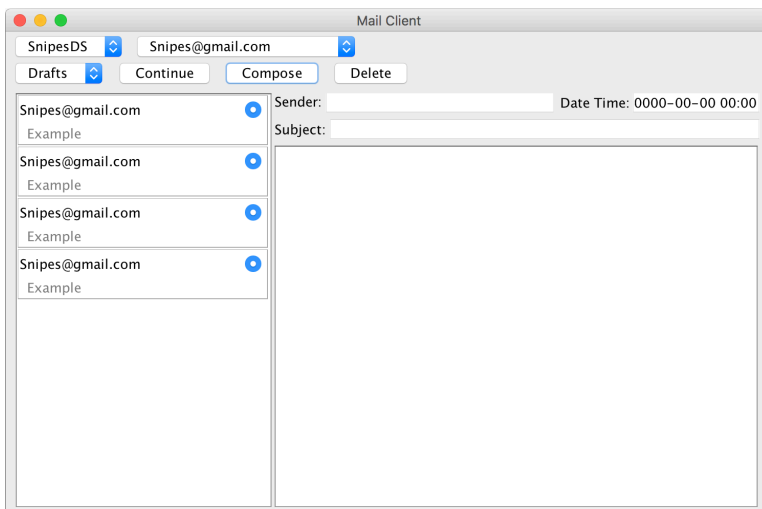 Mail Client
SnipesDS Snipes@gmail.com
Drafts Continue Compose Delete
Sender: Date Time: 0000-00-00 00:00
Subject:
Snipes@gmail.com
Example
Snipes@gmail.com
Example
Snipes@gmail.com
Example
Snipes@gmail.com
Example